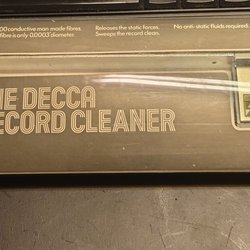 00 conductive man made fibres.
fibre is only 0.0003 diameter.
Releases the static forces.
Sweeps the record clean.
No anti-static fluids required.
HE DECCA
RECORD CLEANER